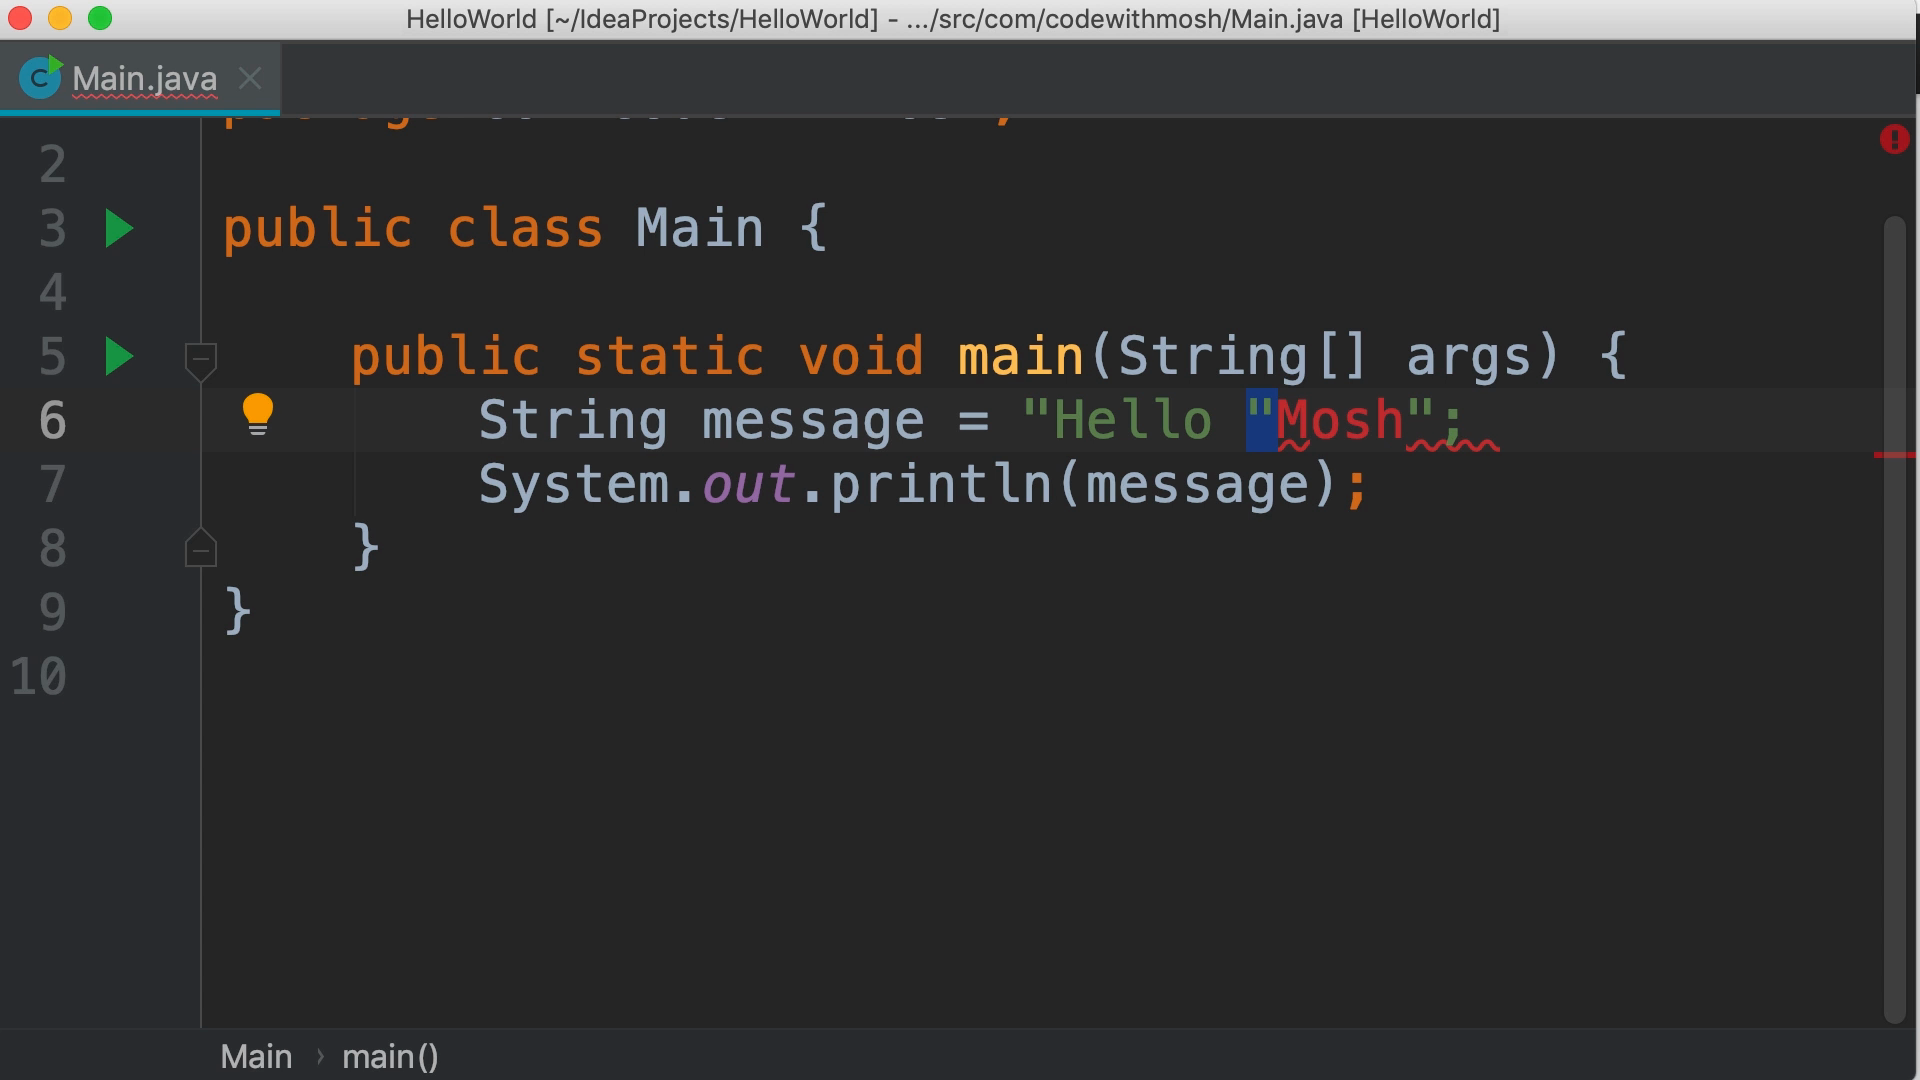 HelloWorld [~/IdeaProjects/HelloWorld] - .../src/com/codewithmosh/Main.java [HelloWorld]
Main.java
2
3 public class Main {
4
5 public static void main(String[] args) {
6 String message = "Hello "Mosh";
7 System.out.println(message);
8 }
9 }
10
Main › main()